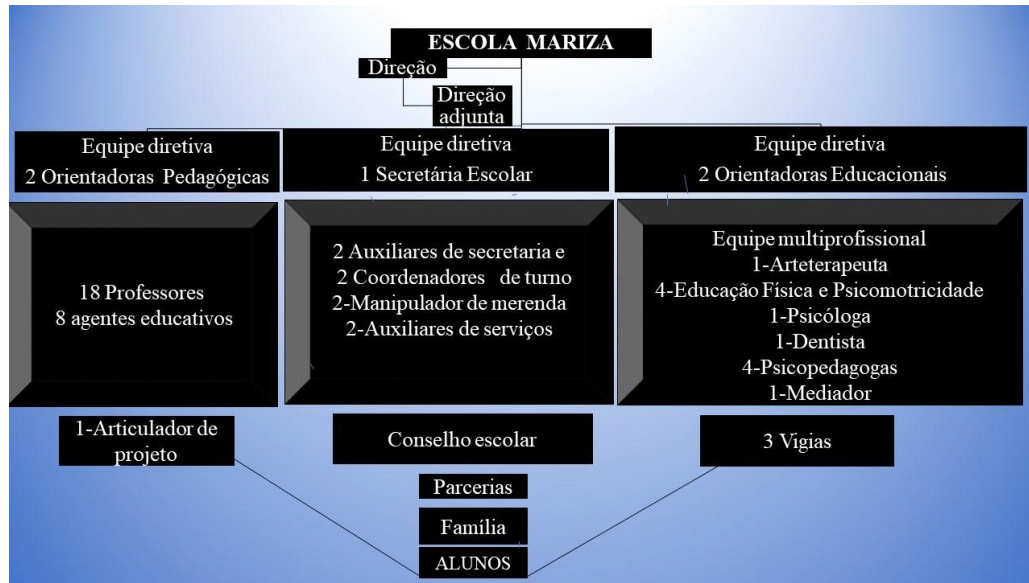 ESCOLA MARIZA
Direção
Direção
adjunta
Equipe diretiva
2 Orientadoras Pedagógicas
Equipe diretiva
1 Secretária Escolar
Equipe diretiva
2 Orientadoras Educacionais
18 Professores
8 agentes educativos
2 Auxiliares de secretaria e
2 Coordenadores de turno
2-Manipulador de merenda
2-Auxiliares de serviços
Equipe multiprofissional
1-Arteterapeuta
4-Educação Física e Psicomotricidade
1-Psicóloga
1-Dentista
4-Psicopedagogas
1-Mediador
1-Articulador de
projeto
Conselho escolar
3 Vigias
Parcerias
Família
ALUNOS